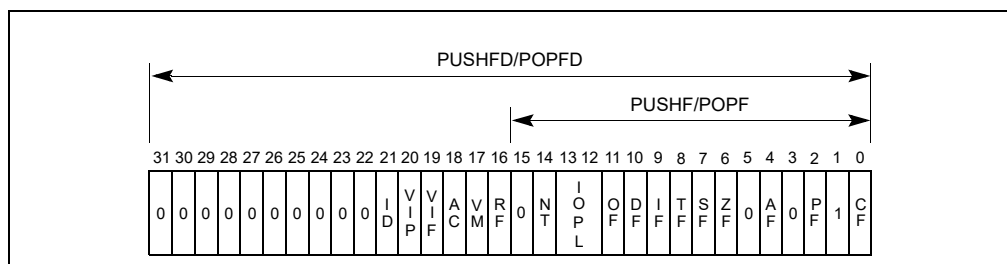 PUSHFD/POPFD
PUSHF/POPF
31 30 29 28 27 26 25 24 23 22 21 20 19 18 17 16 15 14 13 12 11 10 9 8 7 6 5 4 3 2 1 0
0 0 0 0 0 0 0 0 0 0 ID VIP VIF AC VM RF 0 NT IOPL OF DF IF TF SF ZF 0 AF 0 PF 1 CF